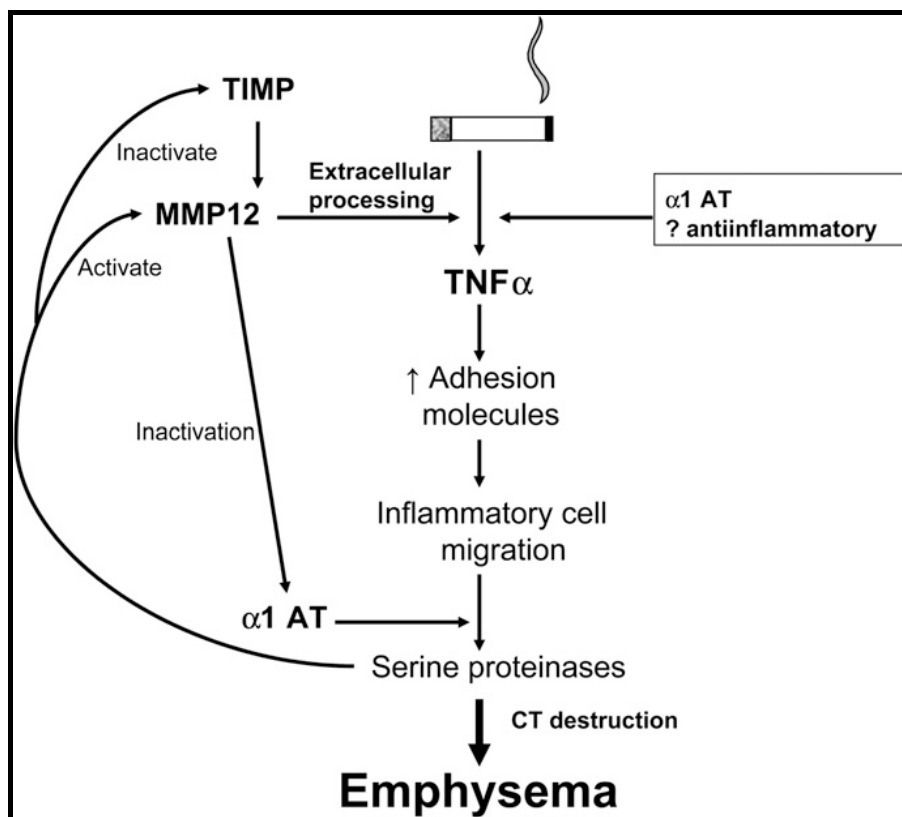 TIMP
Inactivate
Extracellular
processing
MMP12
α1 AT
? antiinflammatory
Activate
TNFα
↑ Adhesion
molecules
Inactivation
Inflammatory cell
migration
α1 AT
Serine proteinases
CT destruction
Emphysema